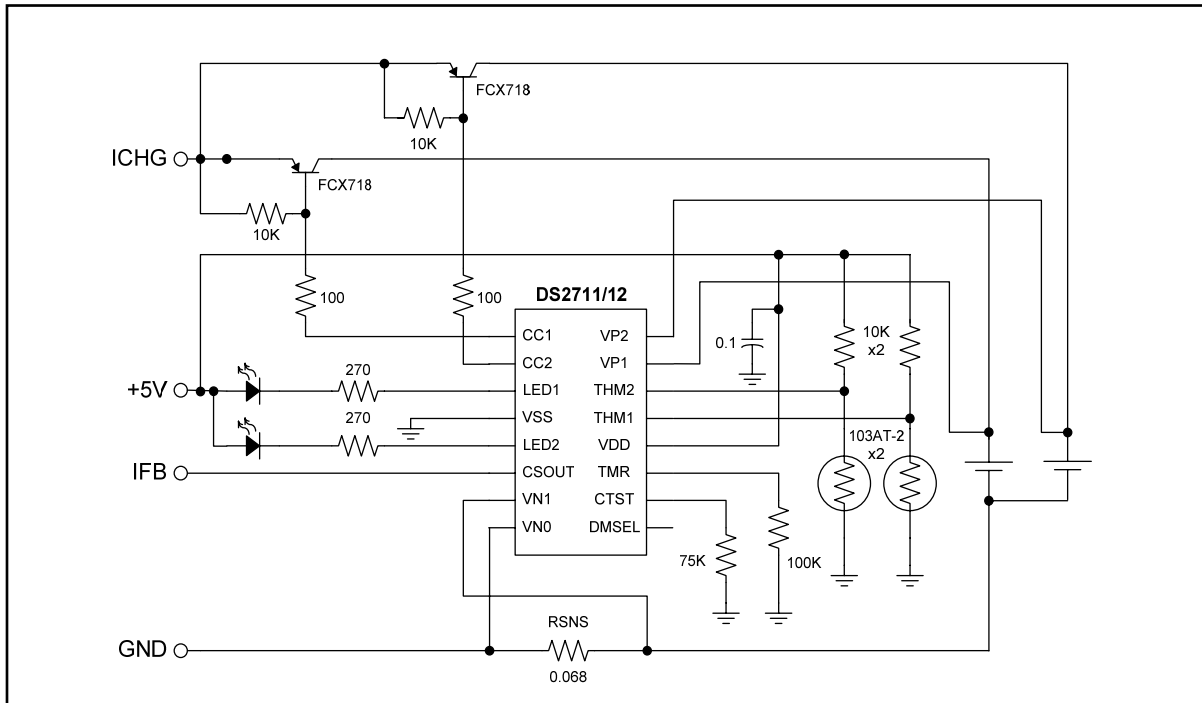 FCX718
10K
ICHG
FCX718
10K
100
100
DS2711/12
CC1
VP2
0.1
10K
x2
CC2
VP1
270
+5V
LED1
THM2
VSS
THM1
270
LED2
VDD
103AT-2
x2
IFB
CSOUT
TMR
VN1
CTST
VN0
DMSEL
75K
100K
RSNS
GND
0.068